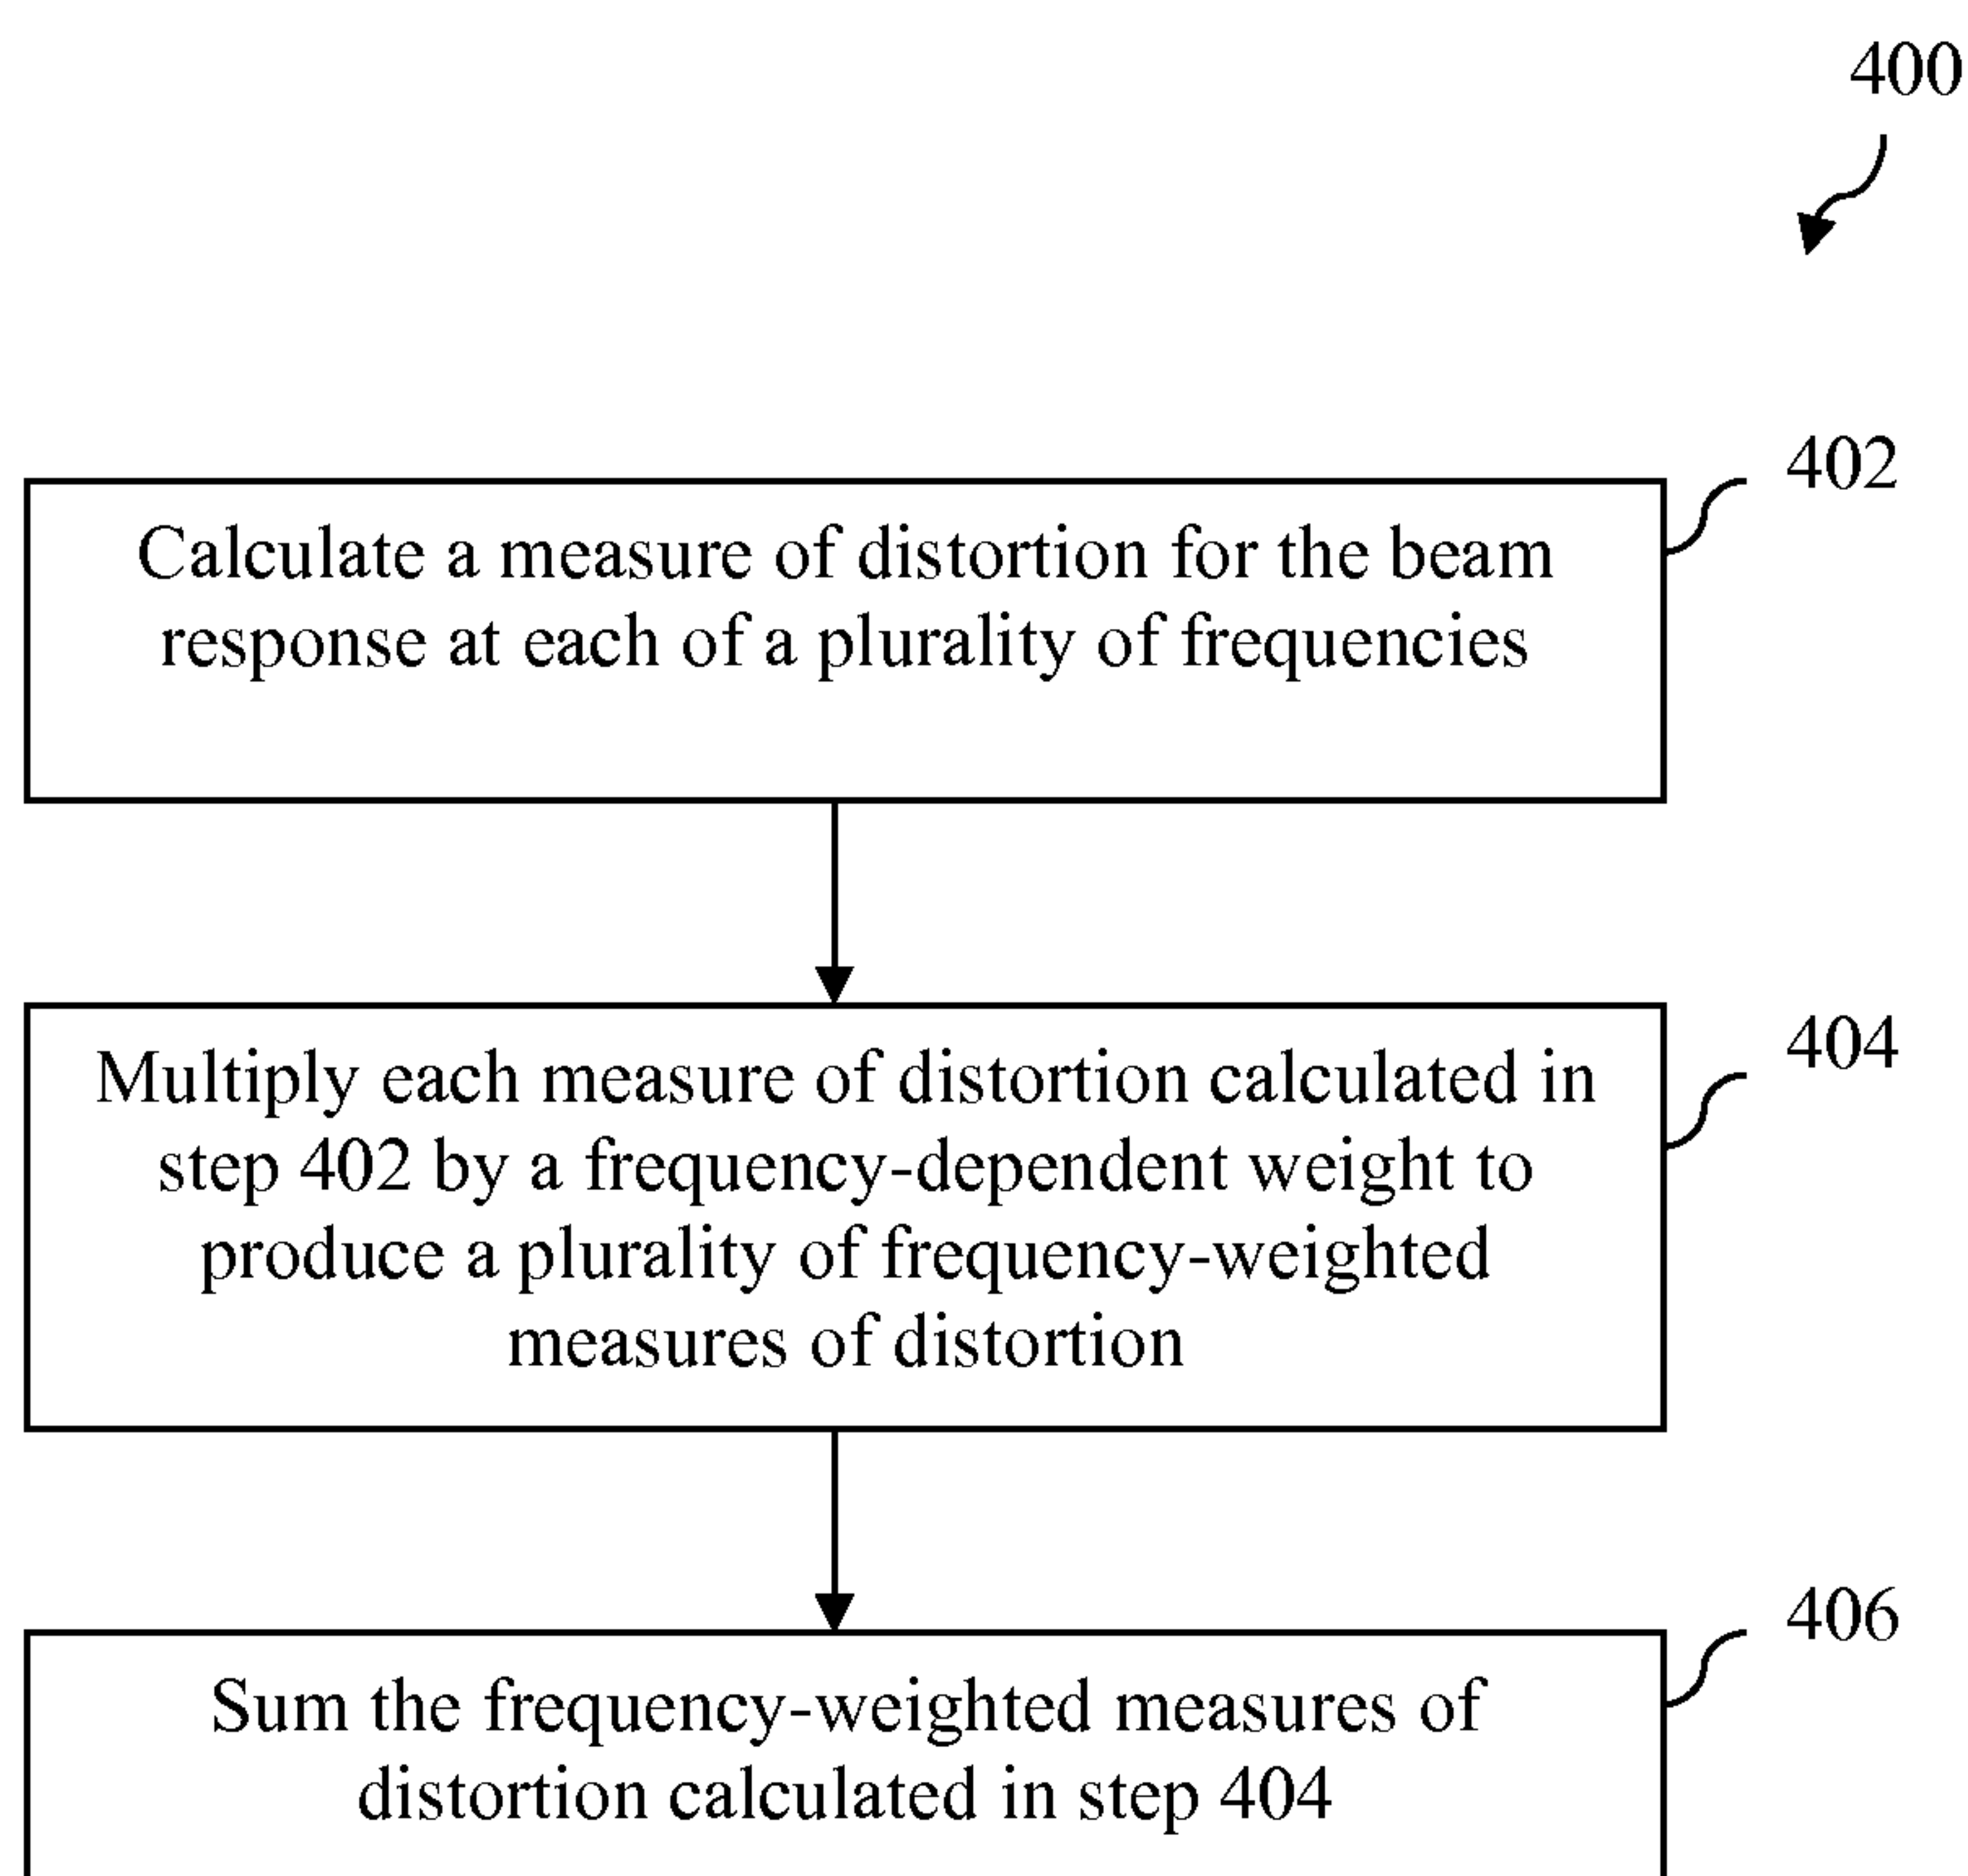 400
402
Calculate a measure of distortion for the beam
response at each of a plurality of frequencies
404
Multiply each measure of distortion calculated in
step 402 by a frequency-dependent weight to
produce a plurality of frequency-weighted
measures of distortion
406
Sum the frequency-weighted measures of
distortion calculated in step 404